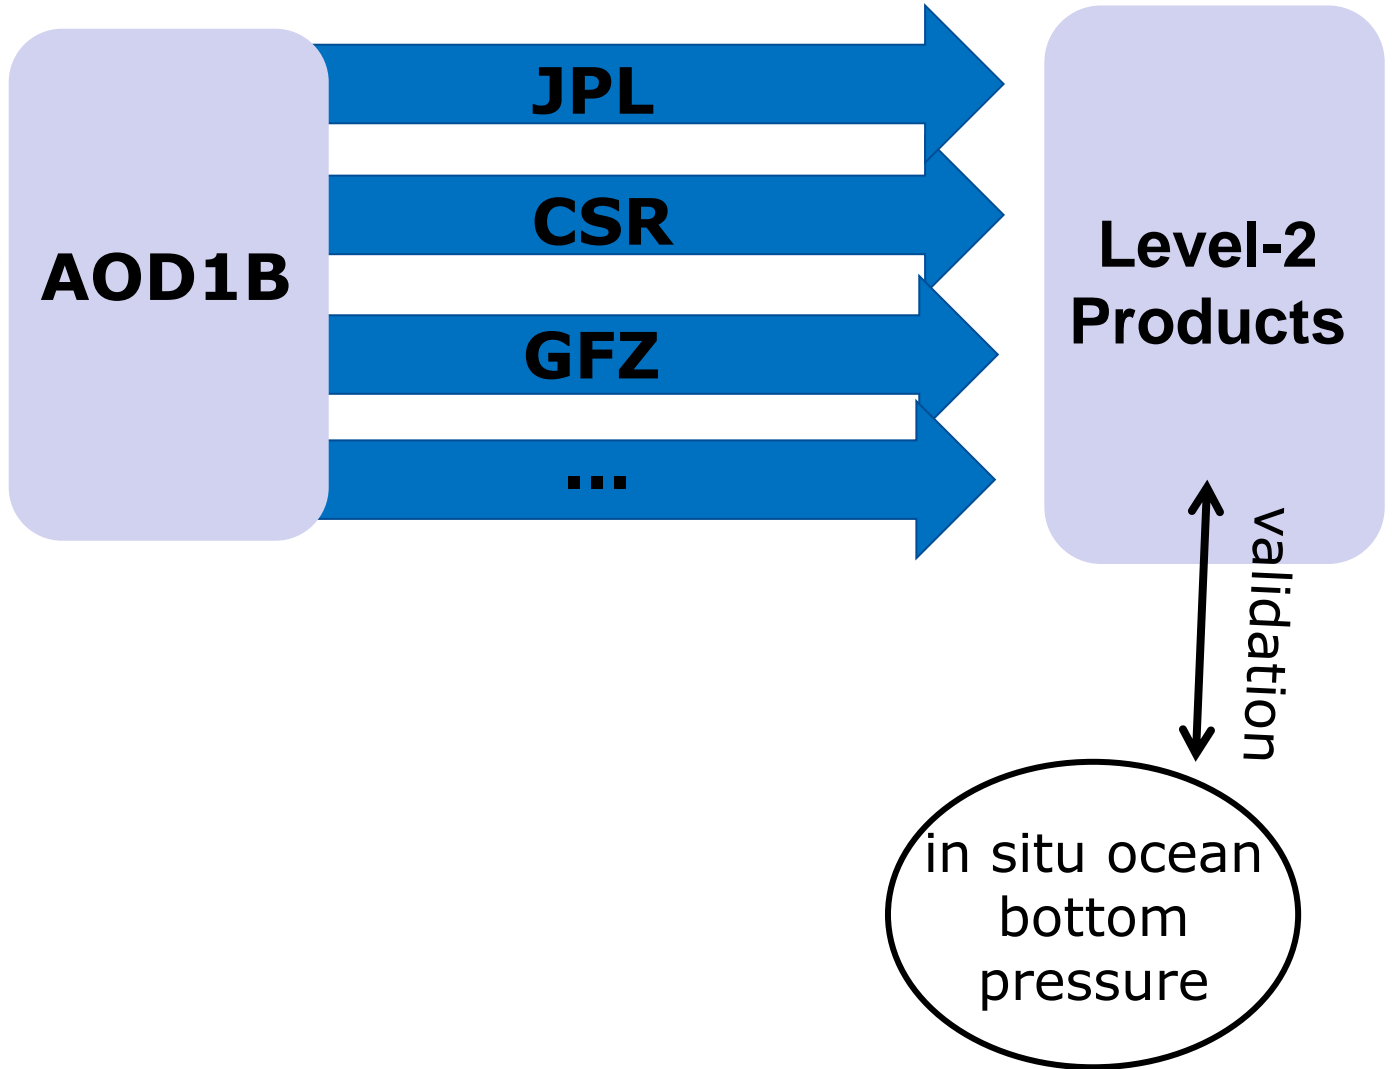 AOD1B
JPL
CSR
GFZ
...
Level-2
Products
validation
in situ ocean
bottom
pressure